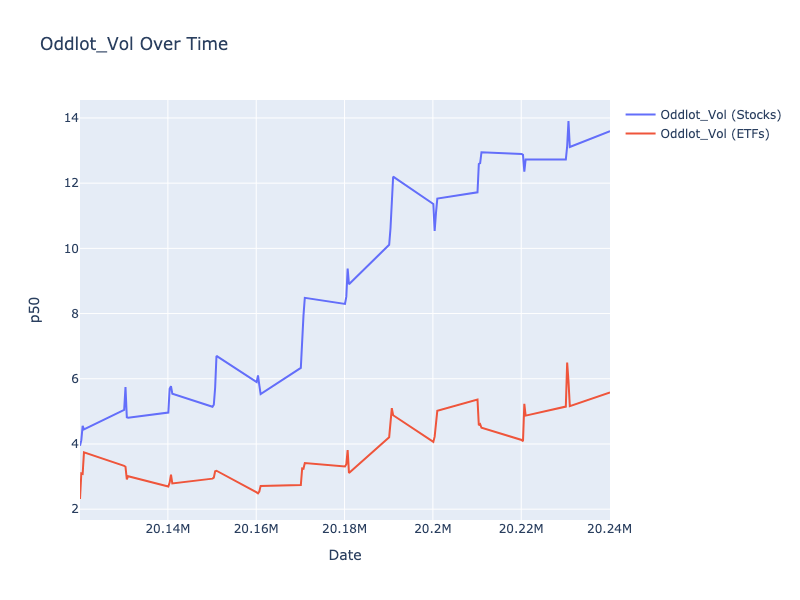 Oddlot_Vol Over Time
Oddlot_Vol (Stocks)
Oddlot_Vol (ETFs)
14
12
10
8
6
4
2
p50
20.14M
20.16M
20.18M
20.2M
20.22M
20.24M
Date